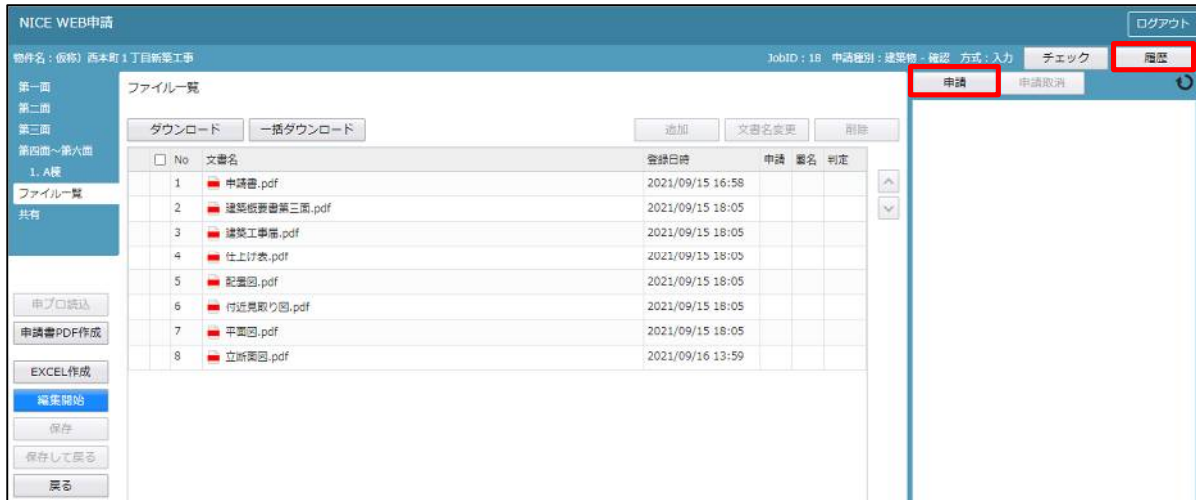 NICE WEB申請
ログアウト
物件名：仮称）西本町１丁目新築工事
JobID：18 申請種別：建築物 - 確認 方式：入力
チェック
履歴
第一面
第二面
第三面
第四面～第六面
1. A棟
ファイル一覧
共有
申プロ読込
申請書PDF作成
EXCEL作成
編集開始
保存
保存して戻る
戻る
ファイル一覧
ダウンロード 一括ダウンロード 追加 文書名変更 削除
No 文書名 登録日時 申請 署名 判定
1 申請書.pdf 2021/09/15 16:58
2 建築概要書第三面.pdf 2021/09/15 18:05
3 建築工事届.pdf 2021/09/15 18:05
4 仕上げ表.pdf 2021/09/15 18:05
5 配置図.pdf 2021/09/15 18:05
6 付近見取り図.pdf 2021/09/15 18:05
7 平面図.pdf 2021/09/15 18:05
8 立断面図.pdf 2021/09/16 13:59
申請 申請取消